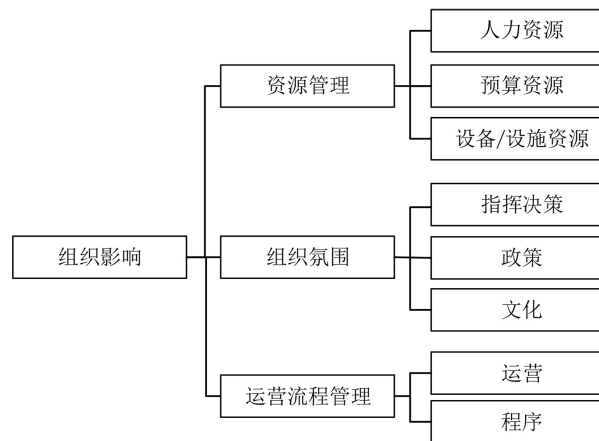 人力资源
资源管理
预算资源
设备/设施资源
指挥决策
组织影响
组织氛围
政策
文化
运营
运营流程管理
程序